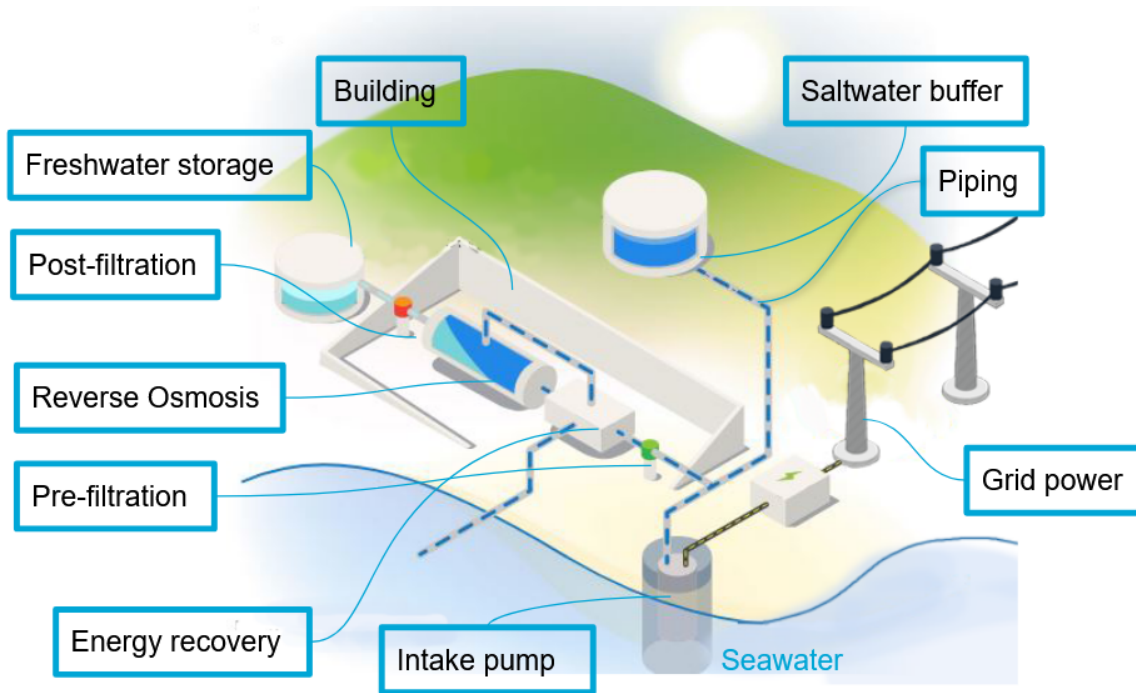 Building
Saltwater buffer
Freshwater storage
Piping
Post-filtration
Reverse Osmosis
Pre-filtration
Grid power
Energy recovery
Intake pump
Seawater